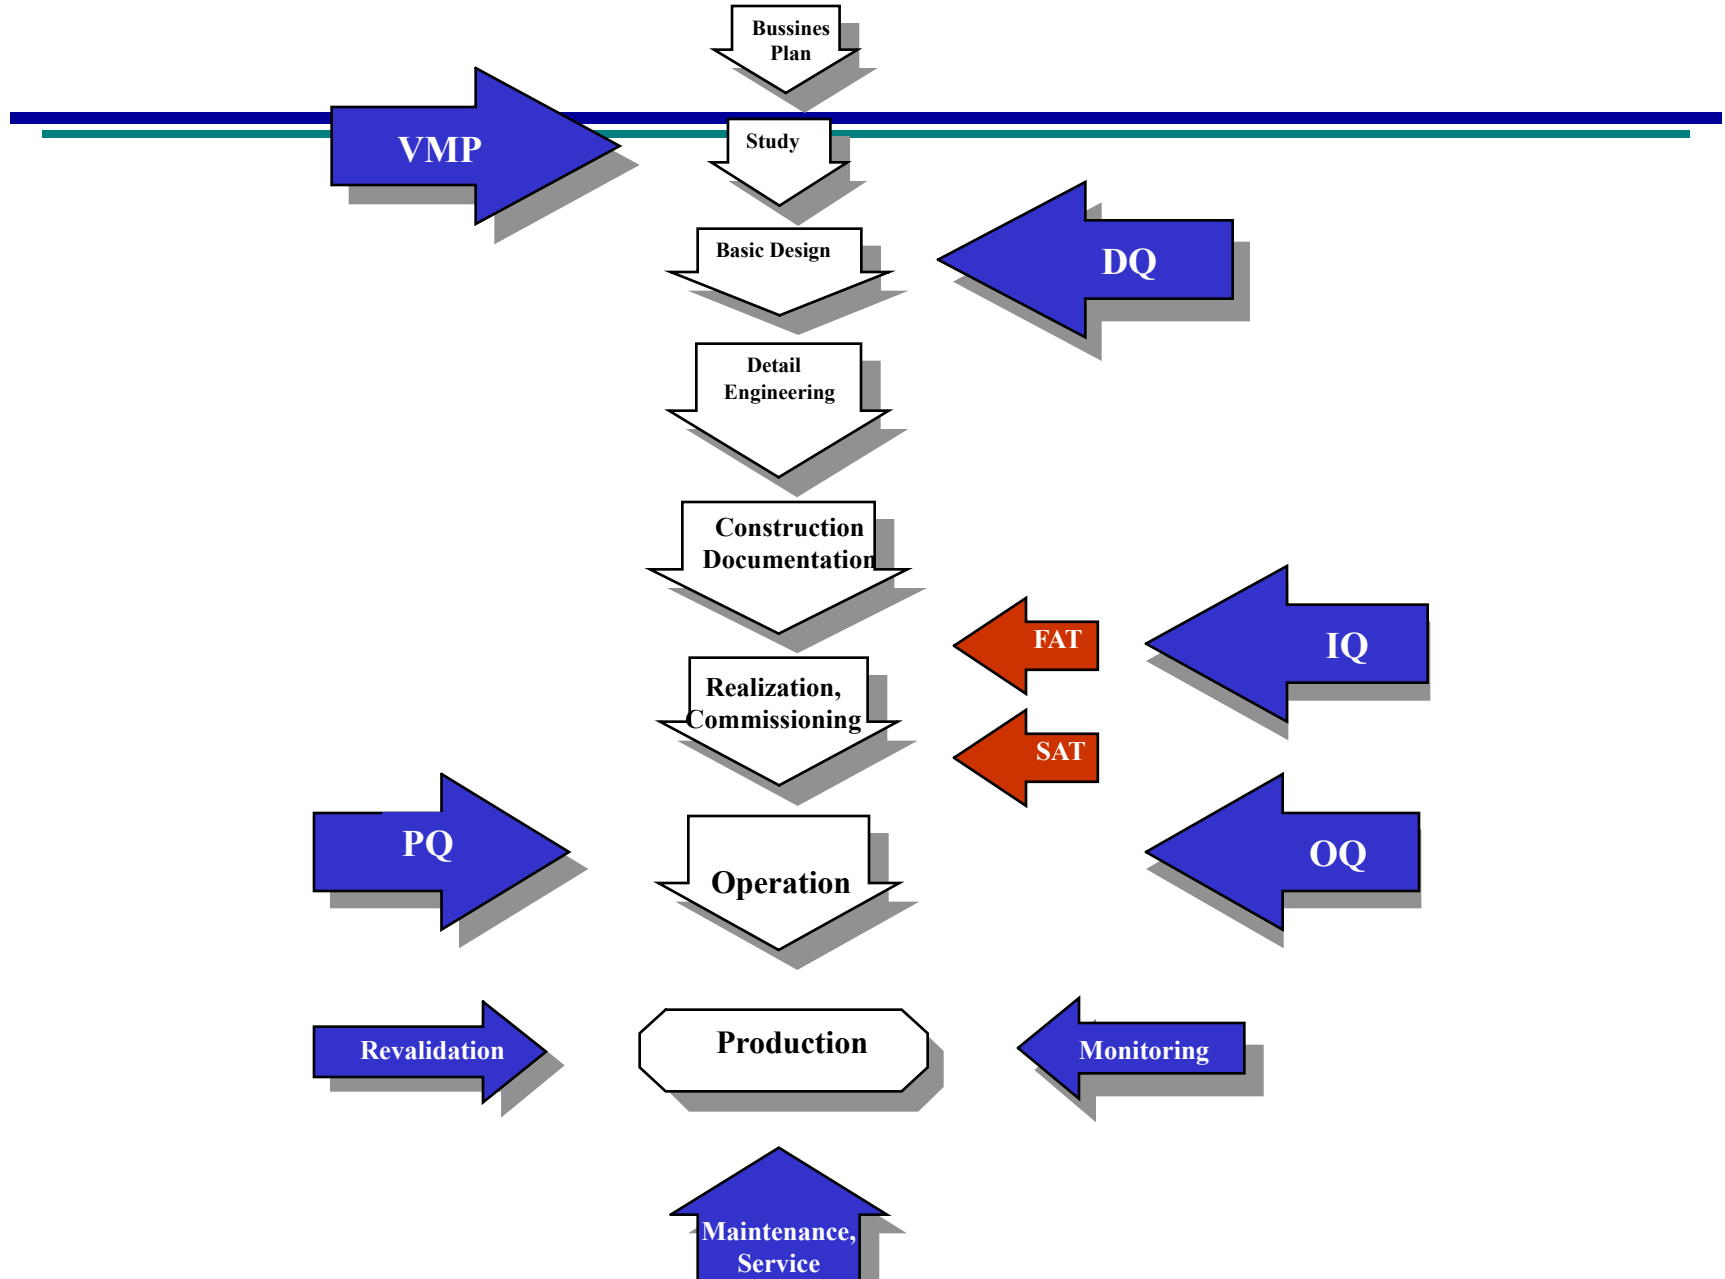 Bussines
Plan
VMP
Study
Basic Design
DQ
Detail
Engineering
Construction
Documentation
FAT
IQ
Realization,
Commissioning
SAT
PQ
Operation
OQ
Revalidation
Production
Monitoring
Maintenance,
Service